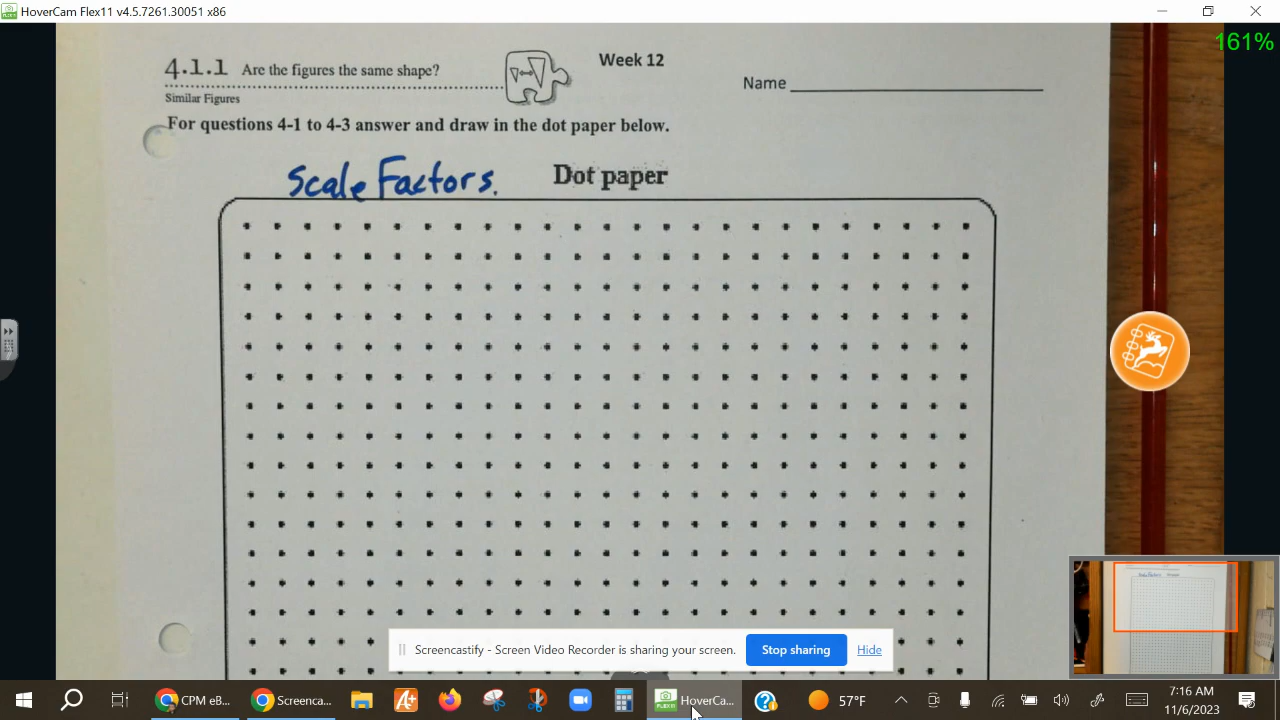 HoverCam Flex11 v4.5.7261.30051 x86
161%
4.1.1 Are the figures the same shape?
Week 12
Name
Similar Figures
For questions 4-1 to 4-3 answer and draw in the dot paper below.
Scale Factors.
Dot paper
Screencastify - Screen Video Recorder is sharing your screen.
Stop sharing
Hide
CPM eB...
Screenca...
HoverCa...
57°F
7:16 AM
11/6/2023